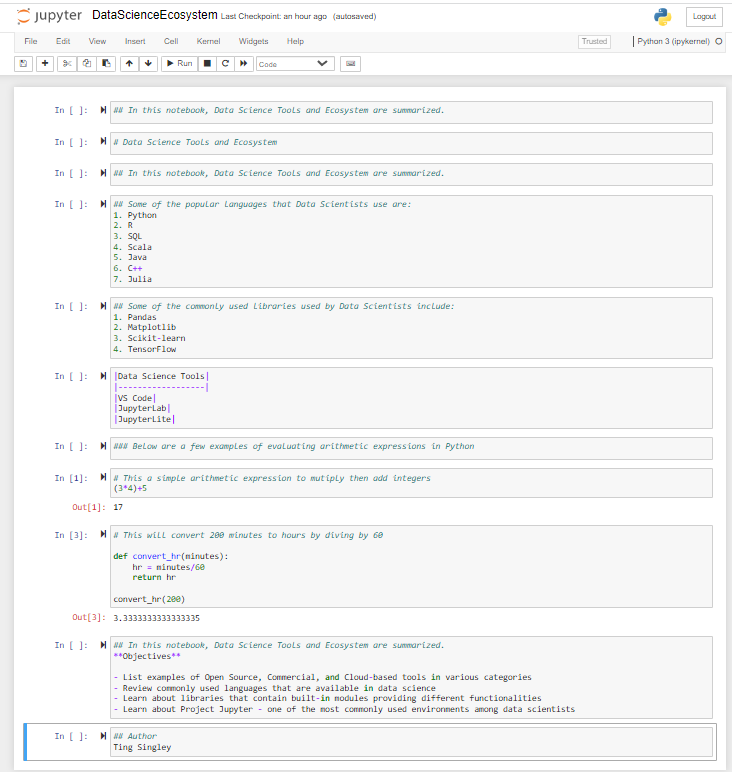 jupyter DataScienceEcosystem Last Checkpoint: an hour ago (autosaved)
Logout
File Edit View Insert Cell Kernel Widgets Help
Trusted
Python 3 (ipykernel)
Run
Code
In [ ]: ## In this notebook, Data Science Tools and Ecosystem are summarized.
In [ ]: # Data Science Tools and Ecosystem
In [ ]: ## In this notebook, Data Science Tools and Ecosystem are summarized.
In [ ]: ## Some of the popular languages that Data Scientists use are:
1. Python
2. R
3. SQL
4. Scala
5. Java
6. C++
7. Julia
In [ ]: ## Some of the commonly used libraries used by Data Scientists include:
1. Pandas
2. Matplotlib
3. Scikit-learn
4. TensorFlow
In [ ]: |Data Science Tools|
|------------------|
|VS Code|
|JupyterLab|
|JupyterLite|
In [ ]: ### Below are a few examples of evaluating arithmetic expressions in Python
In [1]: # This a simple arithmetic expression to mutiply then add integers
(3*4)+5
Out[1]: 17
In [3]: # This will convert 200 minutes to hours by diving by 60
def convert_hr(minutes):
hr = minutes/60
return hr
convert_hr(200)
Out[3]: 3.3333333333333335
In [ ]: ## In this notebook, Data Science Tools and Ecosystem are summarized.
**Objectives**
- List examples of Open Source, Commercial, and Cloud-based tools in various categories
- Review commonly used languages that are available in data science
- Learn about libraries that contain built-in modules providing different functionalities
- Learn about Project Jupyter - one of the most commonly used environments among data scientists
In [ ]: ## Author
Ting Singley